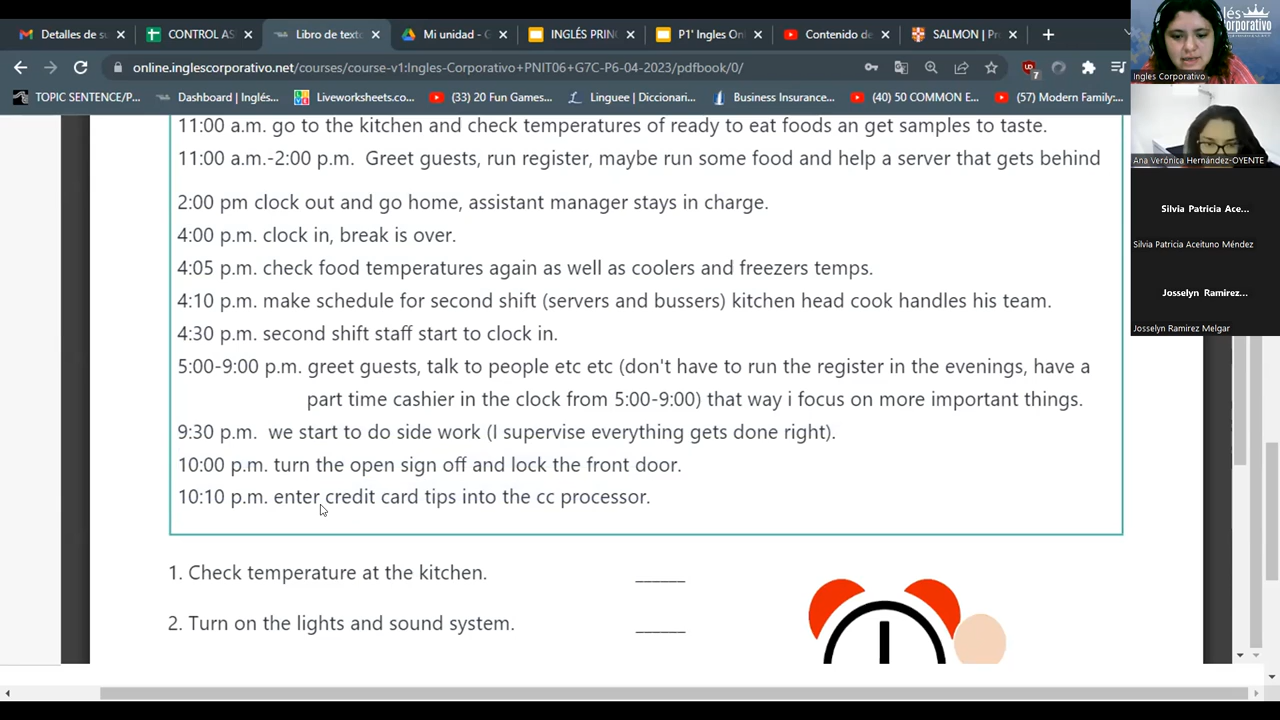 Detalles de su
CONTROL AS
Libro de texto
Mi unidad - G
INGLÉS PRIN
P1' Ingles Onl
Contenido de
SALMON | Pr
online.inglescorporativo.net/courses/course-v1:Ingles-Corporativo+PNIT06+G7C-P6-04-2023/pdfbook/0/
7
TOPIC SENTENCE/P...
Dashboard | Inglés...
Liveworksheets.co...
(33) 20 Fun Games...
Linguee | Diccionari...
Business Insurance...
(40) 50 COMMON E...
(57) Modern Family:...
11:00 a.m. go to the kitchen and check temperatures of ready to eat foods an get samples to taste.
11:00 a.m.-2:00 p.m. Greet guests, run register, maybe run some food and help a server that gets behind
2:00 pm clock out and go home, assistant manager stays in charge.
4:00 p.m. clock in, break is over.
4:05 p.m. check food temperatures again as well as coolers and freezers temps.
4:10 p.m. make schedule for second shift (servers and bussers) kitchen head cook handles his team.
4:30 p.m. second shift staff start to clock in.
5:00-9:00 p.m. greet guests, talk to people etc etc (don't have to run the register in the evenings, have a
part time cashier in the clock from 5:00-9:00) that way i focus on more important things.
9:30 p.m. we start to do side work (I supervise everything gets done right).
10:00 p.m. turn the open sign off and lock the front door.
10:10 p.m. enter credit card tips into the cc processor.
1. Check temperature at the kitchen. ______
2. Turn on the lights and sound system. ______
Ingles Corporativo
Ana Verónica Hernández-OYENTE
Silvia Patricia Ace...
Silvia Patricia Aceituno Méndez
Josselyn Ramirez...
Josselyn Ramirez Melgar